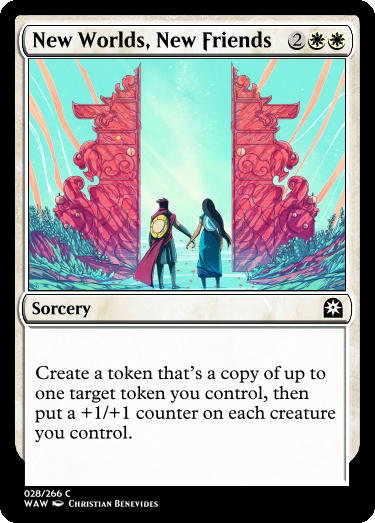 New Worlds, New Friends 2
Sorcery
Create a token that's a copy of up to
one target token you control, then
put a +1/+1 counter on each creature
you control.
028/266 C
WAW Christian Benevides